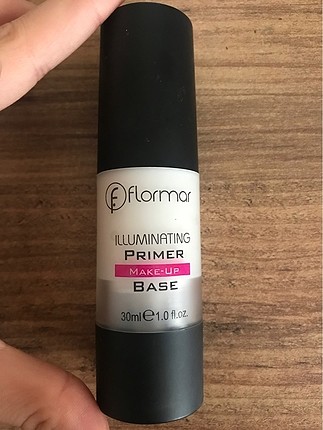 flormar
ILLUMINATING
PRIMER
MAKE-UP
BASE
30ml℮1.0 fl.oz.